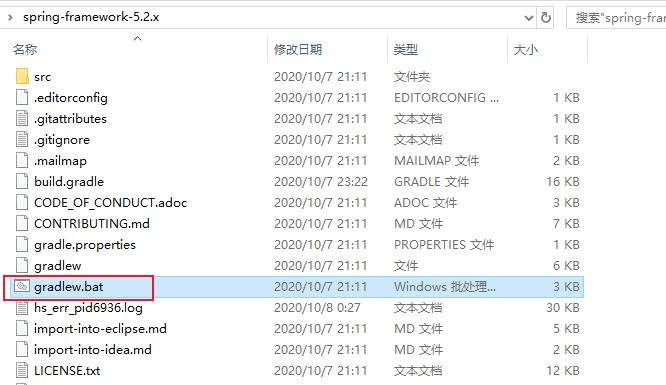 spring-framework-5.2.x 搜索"spring-fram
名称 修改日期 类型 大小
src 2020/10/7 21:11 文件夹
.editorconfig 2020/10/7 21:11 EDITORCONFIG ... 1 KB
.gitattributes 2020/10/7 21:11 文本文档 1 KB
.gitignore 2020/10/7 21:11 文本文档 1 KB
.mailmap 2020/10/7 21:11 MAILMAP 文件 2 KB
build.gradle 2020/10/7 23:22 GRADLE 文件 16 KB
CODE_OF_CONDUCT.adoc 2020/10/7 21:11 ADOC 文件 3 KB
CONTRIBUTING.md 2020/10/7 21:11 MD 文件 7 KB
gradle.properties 2020/10/7 21:11 PROPERTIES 文件 1 KB
gradlew 2020/10/7 21:11 文件 6 KB
gradlew.bat 2020/10/7 21:11 Windows 批处理... 3 KB
hs_err_pid6936.log 2020/10/8 0:27 文本文档 30 KB
import-into-eclipse.md 2020/10/7 21:11 MD 文件 5 KB
import-into-idea.md 2020/10/7 21:11 MD 文件 2 KB
LICENSE.txt 2020/10/7 21:11 文本文档 12 KB